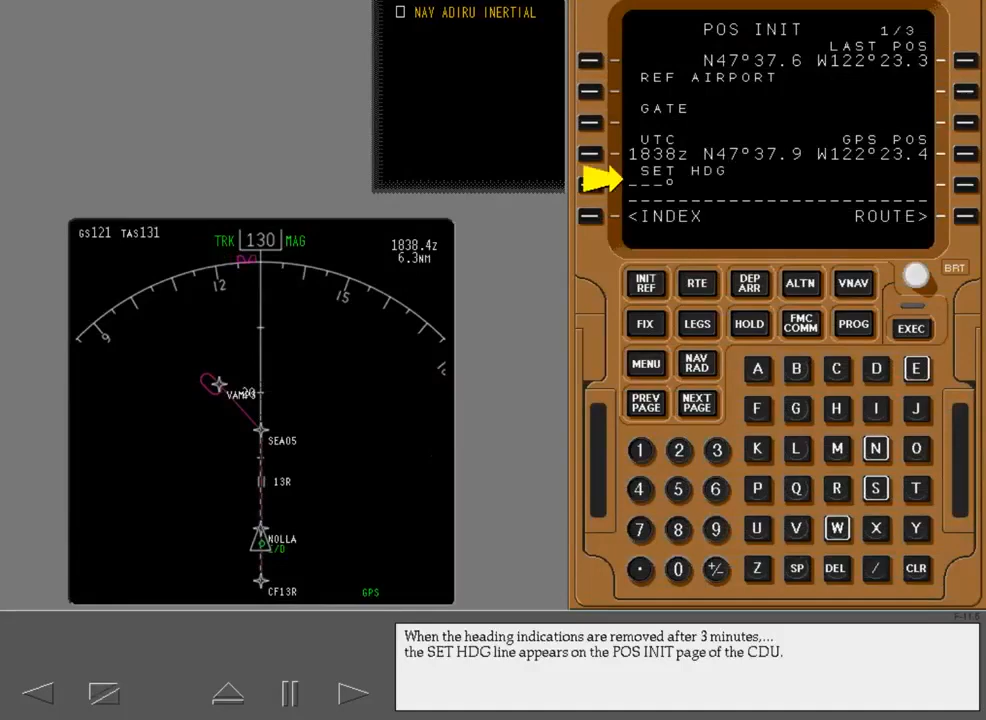 □ NAV ADIRU INERTIAL
POS INIT 1/3
LAST POS
N47°37.6 W122°23.3
REF AIRPORT
GATE
UTC GPS POS
1838z N47°37.9 W122°23.4
SET HDG
---°
<INDEX ROUTE>
GS121 TAS131
TRK 130 MAG
1838.4z
6.3NM
9 12 15
VAMPS
20
SEA05
13R
NOLLA
T/D
CF13R
GPS
INIT REF RTE DEP ARR ALTN VNAV BRT
FIX LEGS HOLD FMC COMM PROG EXEC
MENU NAV RAD
PREV PAGE NEXT PAGE
A B C D E
F G H I J
1 2 3 K L M N O
4 5 6 P Q R S T
7 8 9 U V W X Y
. 0 +/- Z SP DEL / CLR
When the heading indications are removed after 3 minutes,...
the SET HDG line appears on the POS INIT page of the CDU.